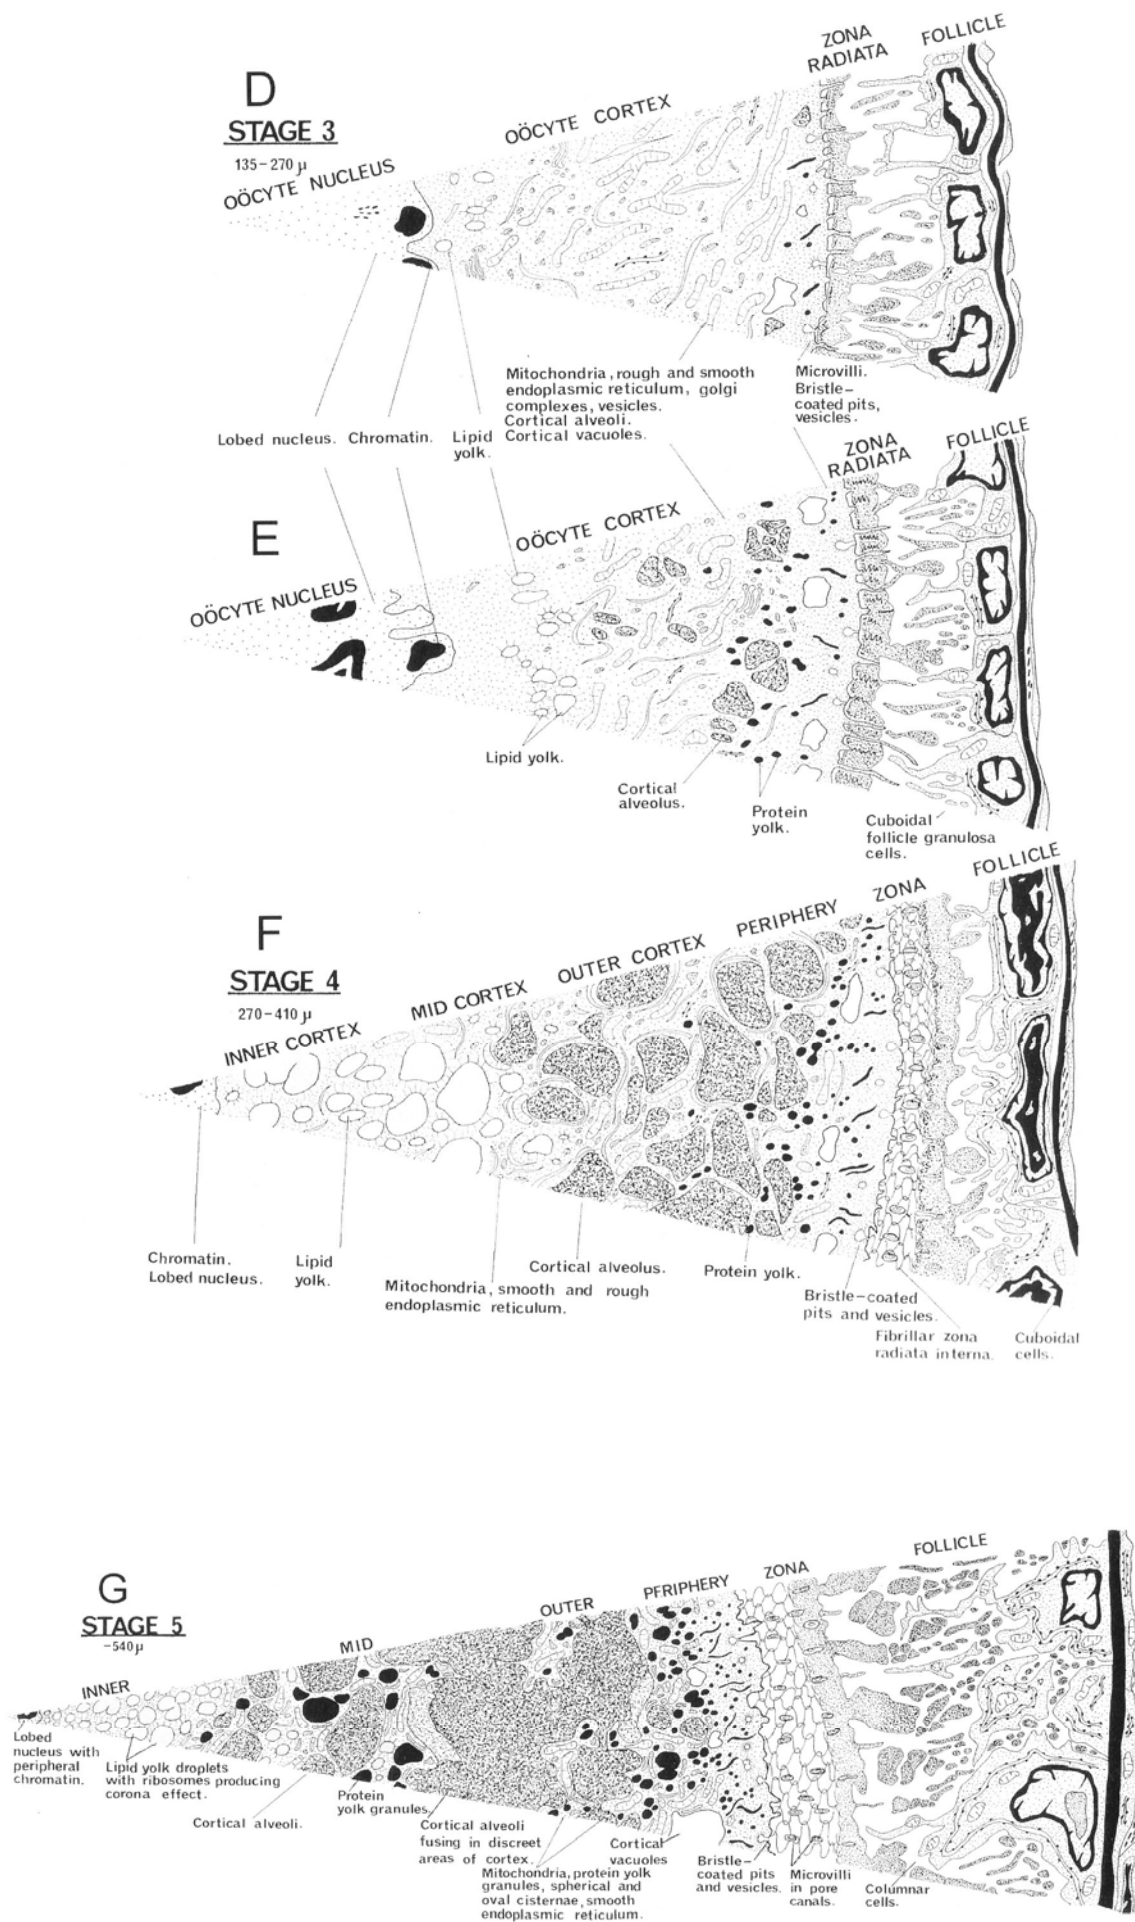 D
STAGE 3
135-270 µ
OÖCYTE NUCLEUS
OÖCYTE CORTEX
ZONA
RADIATA
FOLLICLE
Mitochondria, rough and smooth
endoplasmic reticulum, golgi
complexes, vesicles.
Cortical alveoli.
Cortical vacuoles.
Microvilli.
Bristle-
coated pits,
vesicles.
Lobed nucleus.
Chromatin.
Lipid
yolk.
E
OÖCYTE NUCLEUS
OÖCYTE CORTEX
ZONA
RADIATA
FOLLICLE
Lipid yolk.
Cortical
alveolus.
Protein
yolk.
Cuboidal
follicle granulosa
cells.
F
STAGE 4
270-410 µ
INNER CORTEX
MID CORTEX
OUTER CORTEX
PERIPHERY
ZONA
FOLLICLE
Chromatin.
Lobed nucleus.
Lipid
yolk.
Mitochondria, smooth and rough
endoplasmic reticulum.
Cortical alveolus.
Protein yolk.
Bristle-coated
pits and vesicles.
Fibrillar zona
radiata interna.
Cuboidal
cells.
G
STAGE 5
-540µ
INNER
MID
OUTER
PERIPHERY
ZONA
FOLLICLE
Lobed
nucleus with
peripheral
chromatin.
Lipid yolk droplets
with ribosomes producing
corona effect.
Cortical alveoli.
Protein
yolk granules.
Cortical alveoli
fusing in discreet
areas of cortex.
Mitochondria, protein yolk
granules, spherical and
oval cisternae, smooth
endoplasmic reticulum.
Cortical
vacuoles
Bristle-
coated pits
and vesicles.
Microvilli
in pore
canals.
Columnar
cells.